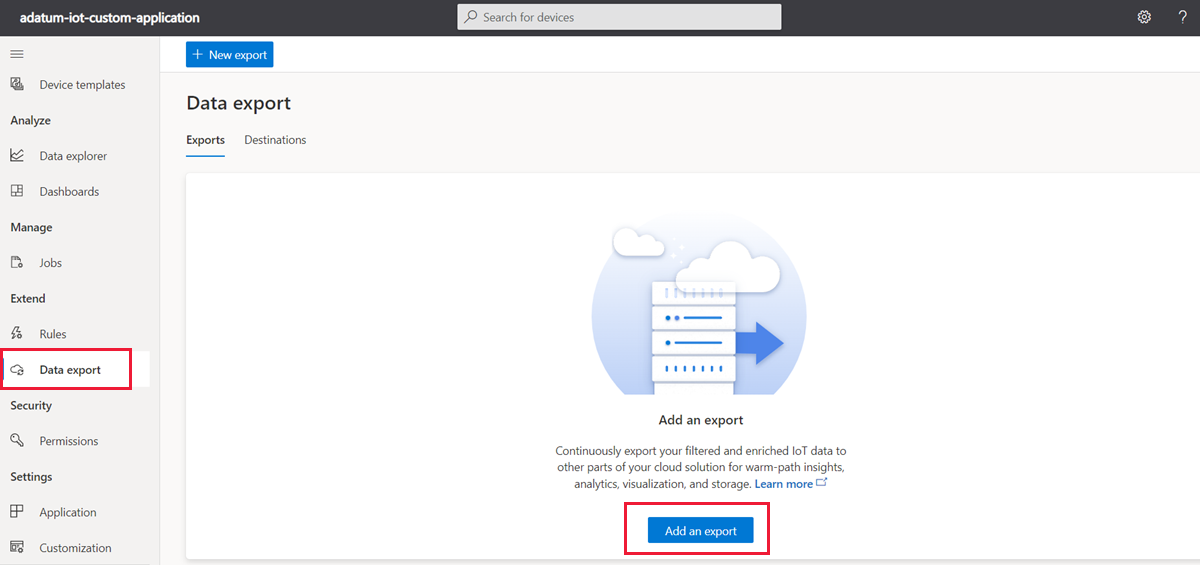 adatum-iot-custom-application
Search for devices
?
+ New export
Device templates
Analyze
Data explorer
Dashboards
Manage
Jobs
Extend
Rules
Data export
Security
Permissions
Settings
Application
Customization
Data export
Exports Destinations
Add an export
Continuously export your filtered and enriched IoT data to
other parts of your cloud solution for warm-path insights,
analytics, visualization, and storage. Learn more
Add an export